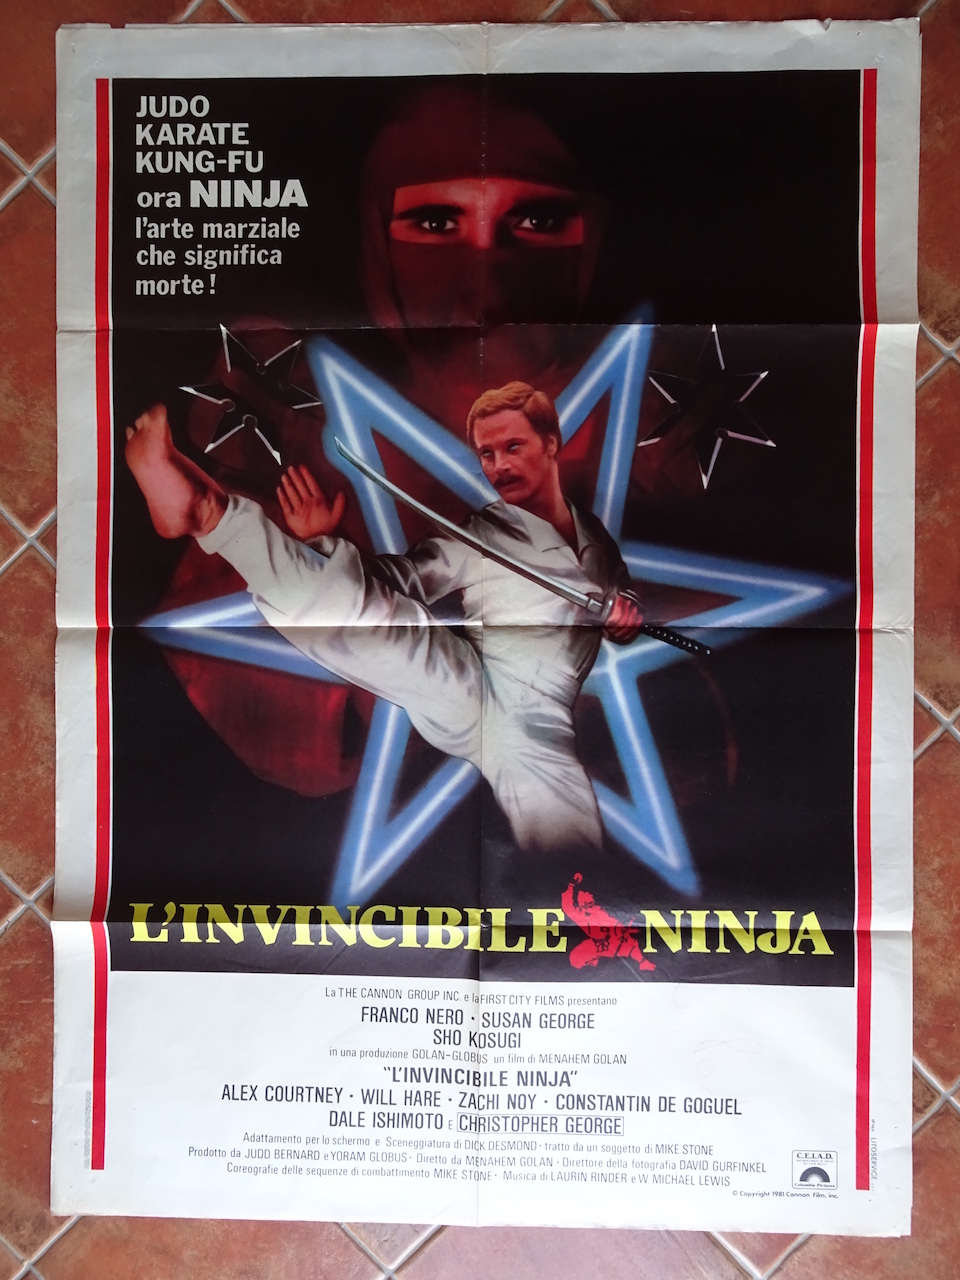 JUDO
KARATE
KUNG-FU
ora NINJA
l'arte marziale
che significa
morte!
L'INVINCIBILE NINJA
La THE CANNON GROUP INC. e la FIRST CITY FILMS presentano
FRANCO NERO • SUSAN GEORGE
SHO KOSUGI
in una produzione GOLAN-GLOBUS un film di MENAHEM GOLAN
"L'INVINCIBILE NINJA"
ALEX COURTNEY • WILL HARE • ZACHI NOY • CONSTANTIN DE GOGUEL
DALE ISHIMOTO E CHRISTOPHER GEORGE
Adattamento per lo schermo e Sceneggiatura di DICK DESMOND • tratto da un soggetto di MIKE STONE
Prodotto da JUDD BERNARD e YORAM GLOBUS • Diretto da MENAHEM GOLAN • Direttore della fotografia DAVID GURFINKEL
Coreografie delle sequenze di combattimento MIKE STONE • Musica di LAURIN RINDER e W. MICHAEL LEWIS
C.E.I.A.D.
Columbia Pictures
© Copyright 1981 Cannon Film, inc.
LITOSERVICE